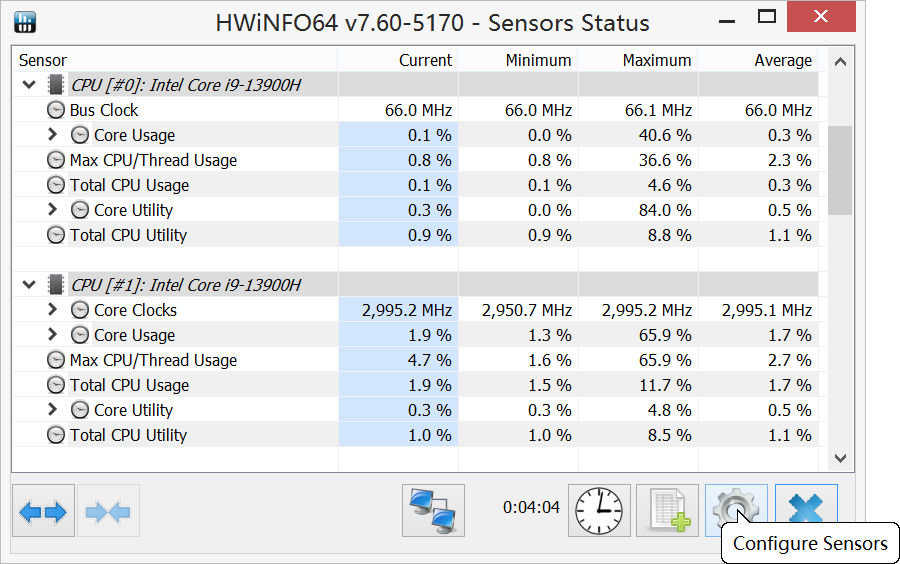 HWiNFO64 v7.60-5170 - Sensors Status
Sensor Current Minimum Maximum Average
CPU [#0]: Intel Core i9-13900H
Bus Clock 66.0 MHz 66.0 MHz 66.1 MHz 66.0 MHz
Core Usage 0.1 % 0.0 % 40.6 % 0.3 %
Max CPU/Thread Usage 0.8 % 0.8 % 36.6 % 2.3 %
Total CPU Usage 0.1 % 0.1 % 4.6 % 0.3 %
Core Utility 0.3 % 0.0 % 84.0 % 0.5 %
Total CPU Utility 0.9 % 0.9 % 8.8 % 1.1 %
CPU [#1]: Intel Core i9-13900H
Core Clocks 2,995.2 MHz 2,950.7 MHz 2,995.2 MHz 2,995.1 MHz
Core Usage 1.9 % 1.3 % 65.9 % 1.7 %
Max CPU/Thread Usage 4.7 % 1.6 % 65.9 % 2.7 %
Total CPU Usage 1.9 % 1.5 % 11.7 % 1.7 %
Core Utility 0.3 % 0.3 % 4.8 % 0.5 %
Total CPU Utility 1.0 % 1.0 % 8.5 % 1.1 %
0:04:04
Configure Sensors